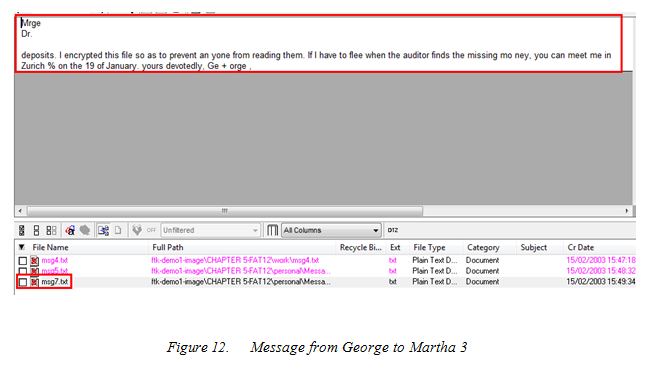 Mrge
Dr.
deposits. I encrypted this file so as to prevent an yone from reading them. If I have to flee when the auditor finds the missing mo ney, you can meet me in
Zurich % on the 19 of January. yours devotedly, Ge + orge ,
OFF Unfiltered All Columns DTZ
File Name Full Path Recycle Bi... Ext File Type Category Subject Cr Date
msg4.txt ftk-demo1-image\CHAPTER 5-FAT12\work\msg4.txt txt Plain Text D... Document 15/02/2003 15:47:18
msg5.txt ftk-demo1-image\CHAPTER 5-FAT12\personal\Messa... txt Plain Text D... Document 15/02/2003 15:48:32
msg7.txt ftk-demo1-image\CHAPTER 5-FAT12\personal\Messa... txt Plain Text D... Document 15/02/2003 15:49:34
Figure 12. Message from George to Martha 3